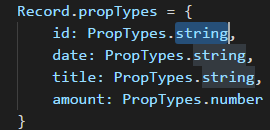 Record.propTypes = {
    id: PropTypes.string,
    date: PropTypes.string,
    title: PropTypes.string,
    amount: PropTypes.number
}